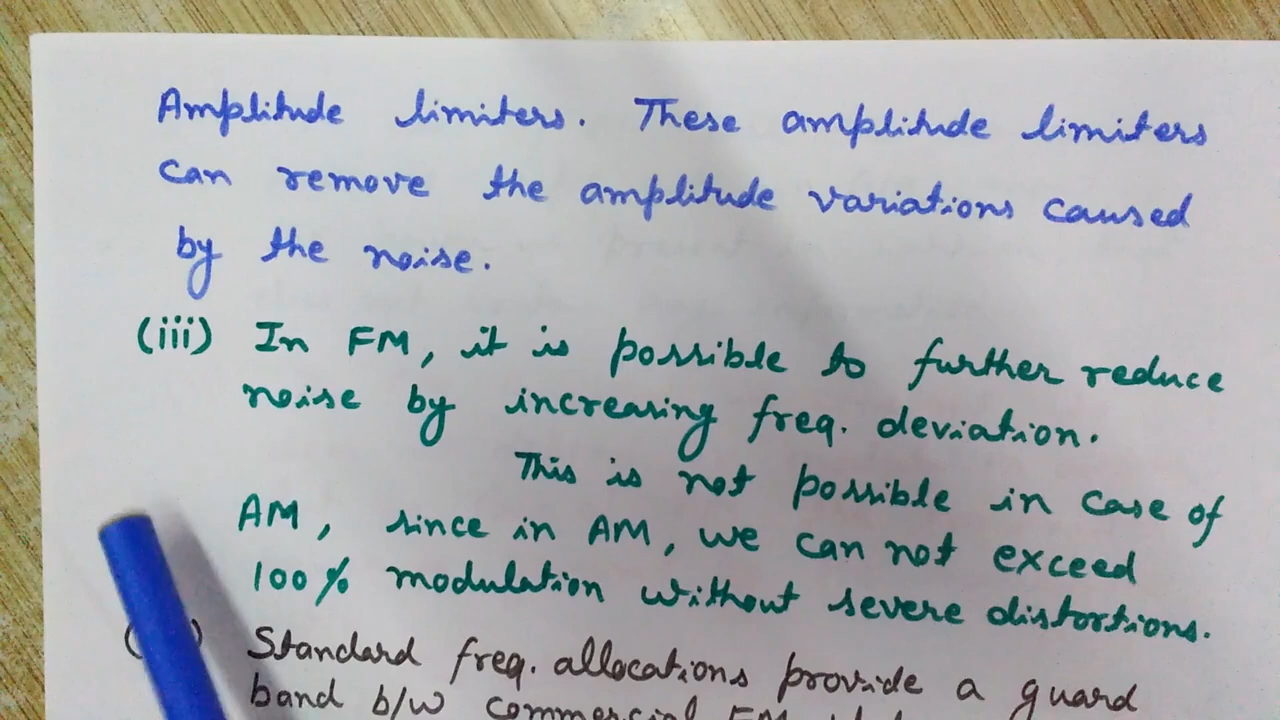 Amplitude limiters. These amplitude limiters
can remove the amplitude variations caused
by the noise.
(iii) In FM, it is possible to further reduce
noise by increasing freq. deviation.
This is not possible in case of
AM, since in AM, we can not exceed
100% modulation without severe distortions.
Standard freq. allocations provide a guard
band b/w commercial FM